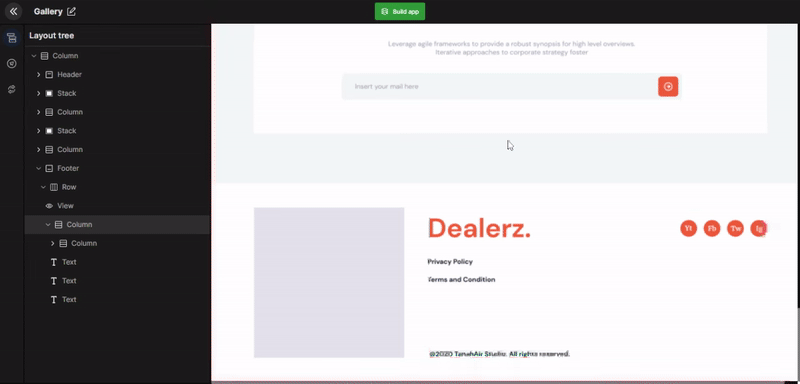 Gallery
Build app
Layout tree
Column
Header
Stack
Column
Stack
Column
Footer
Row
View
Column
Column
Text
Text
Text
Leverage agile frameworks to provide a robust synopsis for high level overviews.
Iterative approaches to corporate strategy foster
Insert your mail here
Dealerz.
Yt Fb Tw Ig
Privacy Policy
Terms and Condition
@2020 TanahAir Studio. All rights reserved.